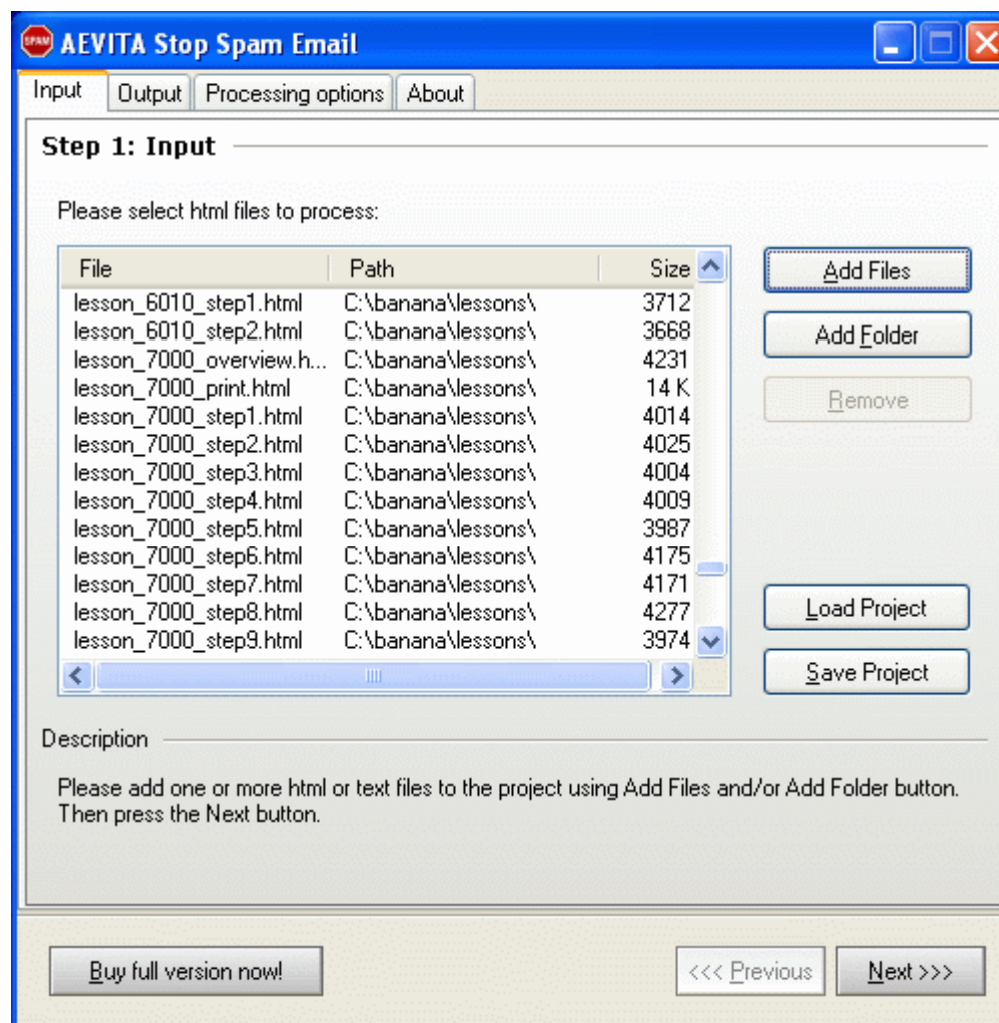 SPAM AEVITA Stop Spam Email
Input Output Processing options About
Step 1: Input
Please select html files to process:
File Path Size
lesson_6010_step1.html C:\banana\lessons\ 3712
lesson_6010_step2.html C:\banana\lessons\ 3668
lesson_7000_overview.h... C:\banana\lessons\ 4231
lesson_7000_print.html C:\banana\lessons\ 14 K
lesson_7000_step1.html C:\banana\lessons\ 4014
lesson_7000_step2.html C:\banana\lessons\ 4025
lesson_7000_step3.html C:\banana\lessons\ 4004
lesson_7000_step4.html C:\banana\lessons\ 4009
lesson_7000_step5.html C:\banana\lessons\ 3987
lesson_7000_step6.html C:\banana\lessons\ 4175
lesson_7000_step7.html C:\banana\lessons\ 4171
lesson_7000_step8.html C:\banana\lessons\ 4277
lesson_7000_step9.html C:\banana\lessons\ 3974
Add Files
Add Folder
Remove
Load Project
Save Project
Description
Please add one or more html or text files to the project using Add Files and/or Add Folder button.
Then press the Next button.
Buy full version now! <<< Previous Next >>>